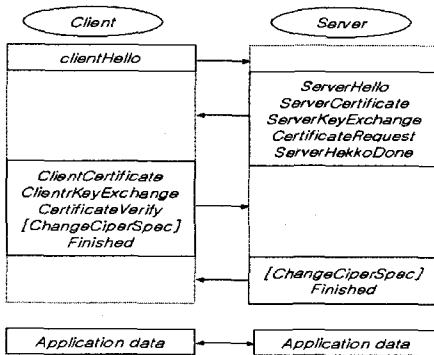 Client
Server
clientHello
ServerHello
ServerCertificate
ServerKeyExchange
CertificateRequest
ServerHekkoDone
ClientCertificate
ClientrKeyExchange
CertificateVerify
[ChangeCiperSpec]
Finished
[ChangeCiperSpec]
Finished
Application data
Application data